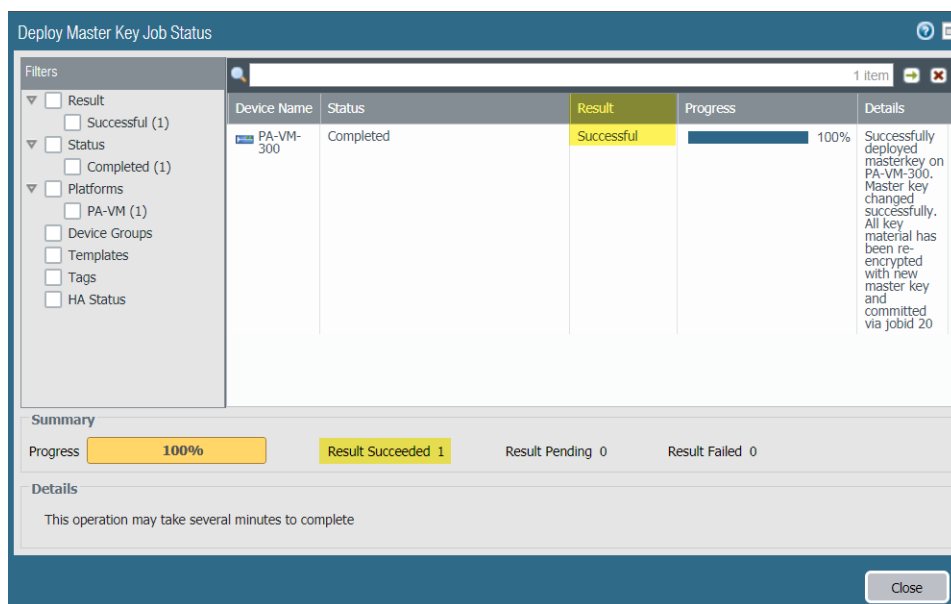 Deploy Master Key Job Status
Filters
Result
Successful (1)
Status
Completed (1)
Platforms
PA-VM (1)
Device Groups
Templates
Tags
HA Status
1 item
Device Name
Status
Result
Progress
Details
PA-VM-
300
Completed
Successful
100%
Successfully
deployed
masterkey on
PA-VM-300.
Master key
changed
successfully.
All key
material has
been re-
encrypted
with new
master key
and
committed
via jobid 20
Summary
Progress
100%
Result Succeeded 1
Result Pending 0
Result Failed 0
Details
This operation may take several minutes to complete
Close